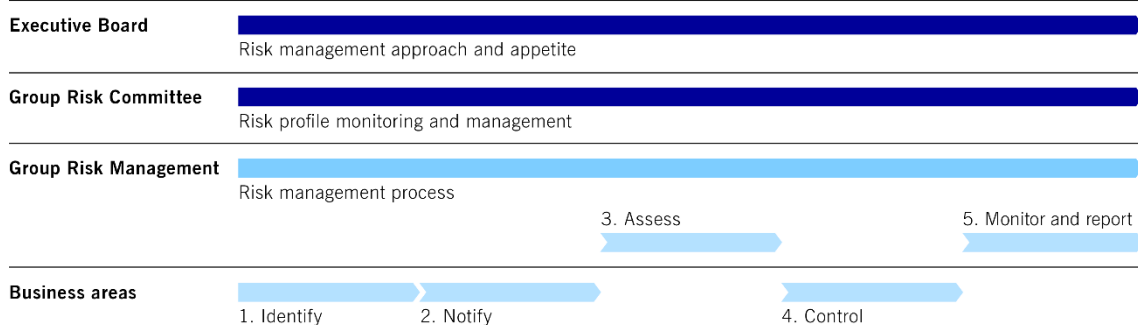 Executive Board
Risk management approach and appetite
Group Risk Committee
Risk profile monitoring and management
Group Risk Management
Risk management process
3. Assess
5. Monitor and report
Business areas
1. Identify
2. Notify
4. Control